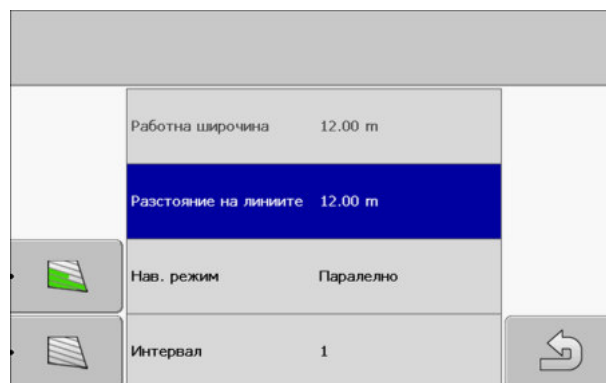 Работна широчина 12.00 m
Разстояние на линиите 12.00 m
Нав. режим Паралелно
Интервал 1